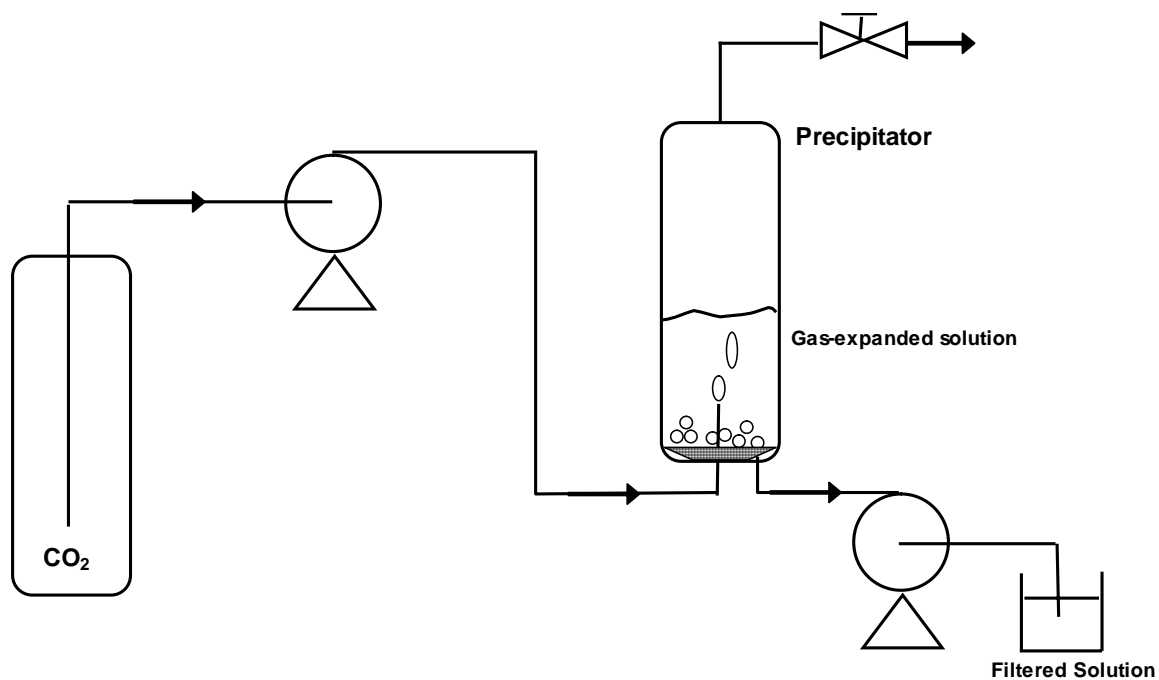 Precipitator
Gas-expanded solution
CO₂
Filtered Solution